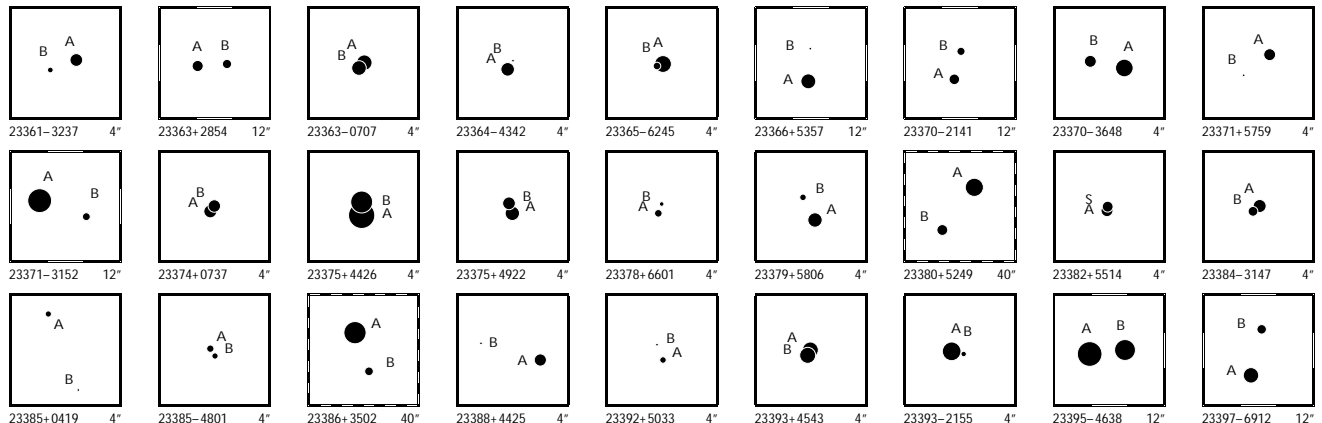 A B A B A B A B A B A B A B A B A B
23361−3237 4″ 23363+2854 12″ 23363−0707 4″ 23364−4342 4″ 23365−6245 4″ 23366+5357 12″ 23370−2141 12″ 23370−3648 4″ 23371+5759 4″
A B A B A B A B A B A B A B A S A B
23371−3152 12″ 23374+0737 4″ 23375+4426 4″ 23375+4922 4″ 23378+6601 4″ 23379+5806 4″ 23380+5249 40″ 23382+5514 4″ 23384−3147 4″
A B A B A B A B A B A B A B A B A B
23385+0419 4″ 23385−4801 4″ 23386+3502 40″ 23388+4425 4″ 23392+5033 4″ 23393+4543 4″ 23393−2155 4″ 23395−4638 12″ 23397−6912 12″